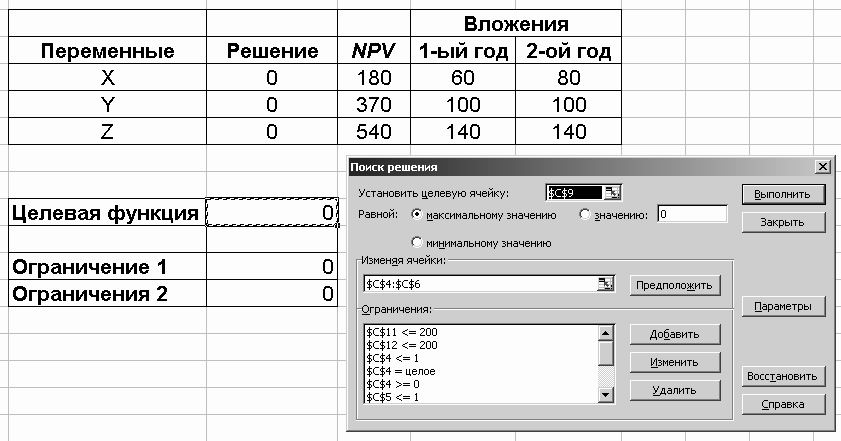 Вложения
Переменные Решение NPV 1-ый год 2-ой год
X 0 180 60 80
Y 0 370 100 100
Z 0 540 140 140
Поиск решения
Целевая функция 0
Установить целевую ячейку: $C$9 Выполнить
Равной: максимальному значению значению: 0 Закрыть
минимальному значению
Ограничение 1 0
Ограничения 2 0
Изменяя ячейки:
$C$4:$C$6 Предположить
Параметры
Ограничения:
$C$11 <= 200 Добавить
$C$12 <= 200
$C$4 <= 1 Изменить
$C$4 = целое
$C$4 >= 0 Удалить Восстановить
$C$5 <= 1 Справка